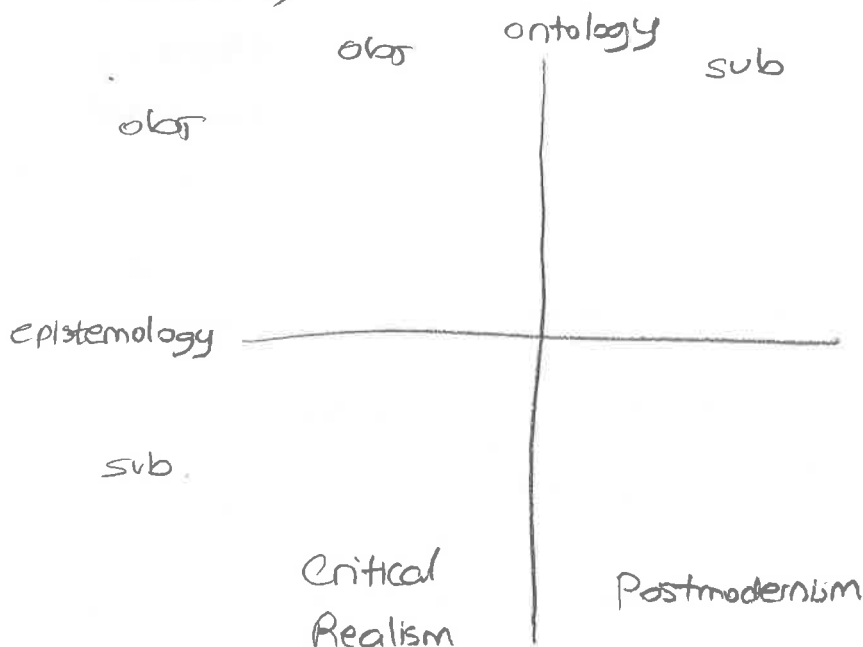 ontology
obj
sub
obj
epistemology
sub.
Critical
Realism
Postmodernism